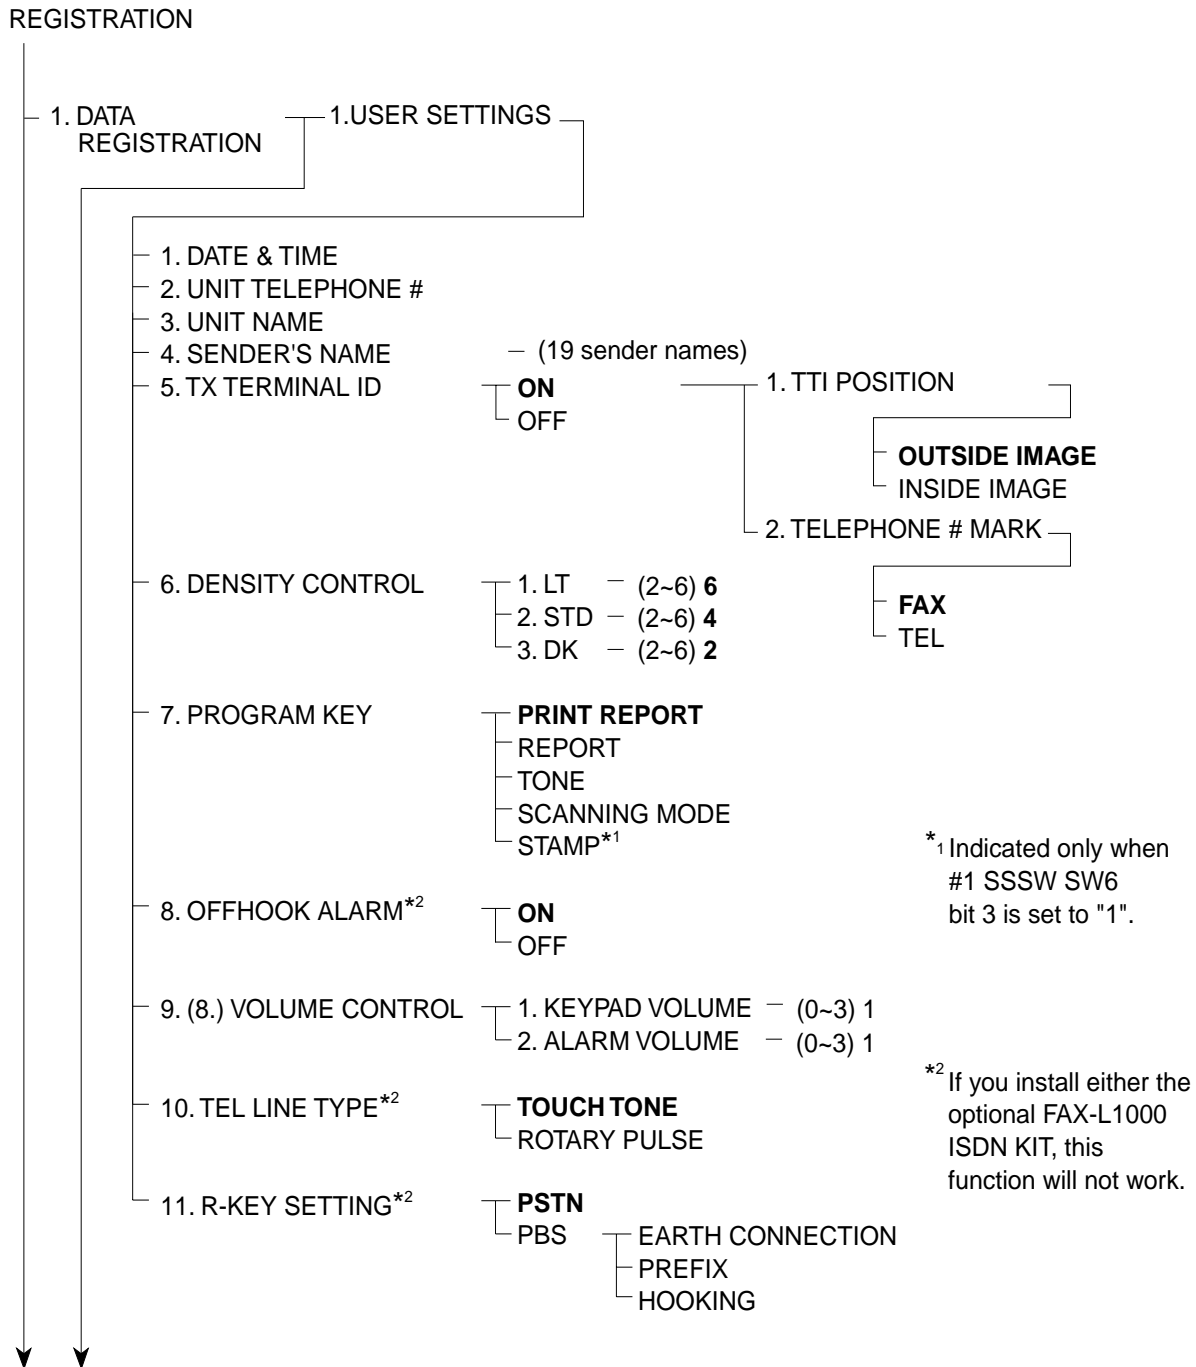 REGISTRATION
1. DATA
REGISTRATION
1.USER SETTINGS
1. DATE & TIME
2. UNIT TELEPHONE #
3. UNIT NAME
4. SENDER'S NAME – (19 sender names)
5. TX TERMINAL ID
ON
OFF
1. TTI POSITION
OUTSIDE IMAGE
INSIDE IMAGE
2. TELEPHONE # MARK
FAX
TEL
6. DENSITY CONTROL
1. LT – (2~6) 6
2. STD – (2~6) 4
3. DK – (2~6) 2
7. PROGRAM KEY
PRINT REPORT
REPORT
TONE
SCANNING MODE
STAMP*1
*1 Indicated only when
#1 SSSW SW6
bit 3 is set to "1".
8. OFFHOOK ALARM*2
ON
OFF
9. (8.) VOLUME CONTROL
1. KEYPAD VOLUME – (0~3) 1
2. ALARM VOLUME – (0~3) 1
*2 If you install either the
optional FAX-L1000
ISDN KIT, this
function will not work.
10. TEL LINE TYPE*2
TOUCH TONE
ROTARY PULSE
11. R-KEY SETTING*2
PSTN
PBS
EARTH CONNECTION
PREFIX
HOOKING